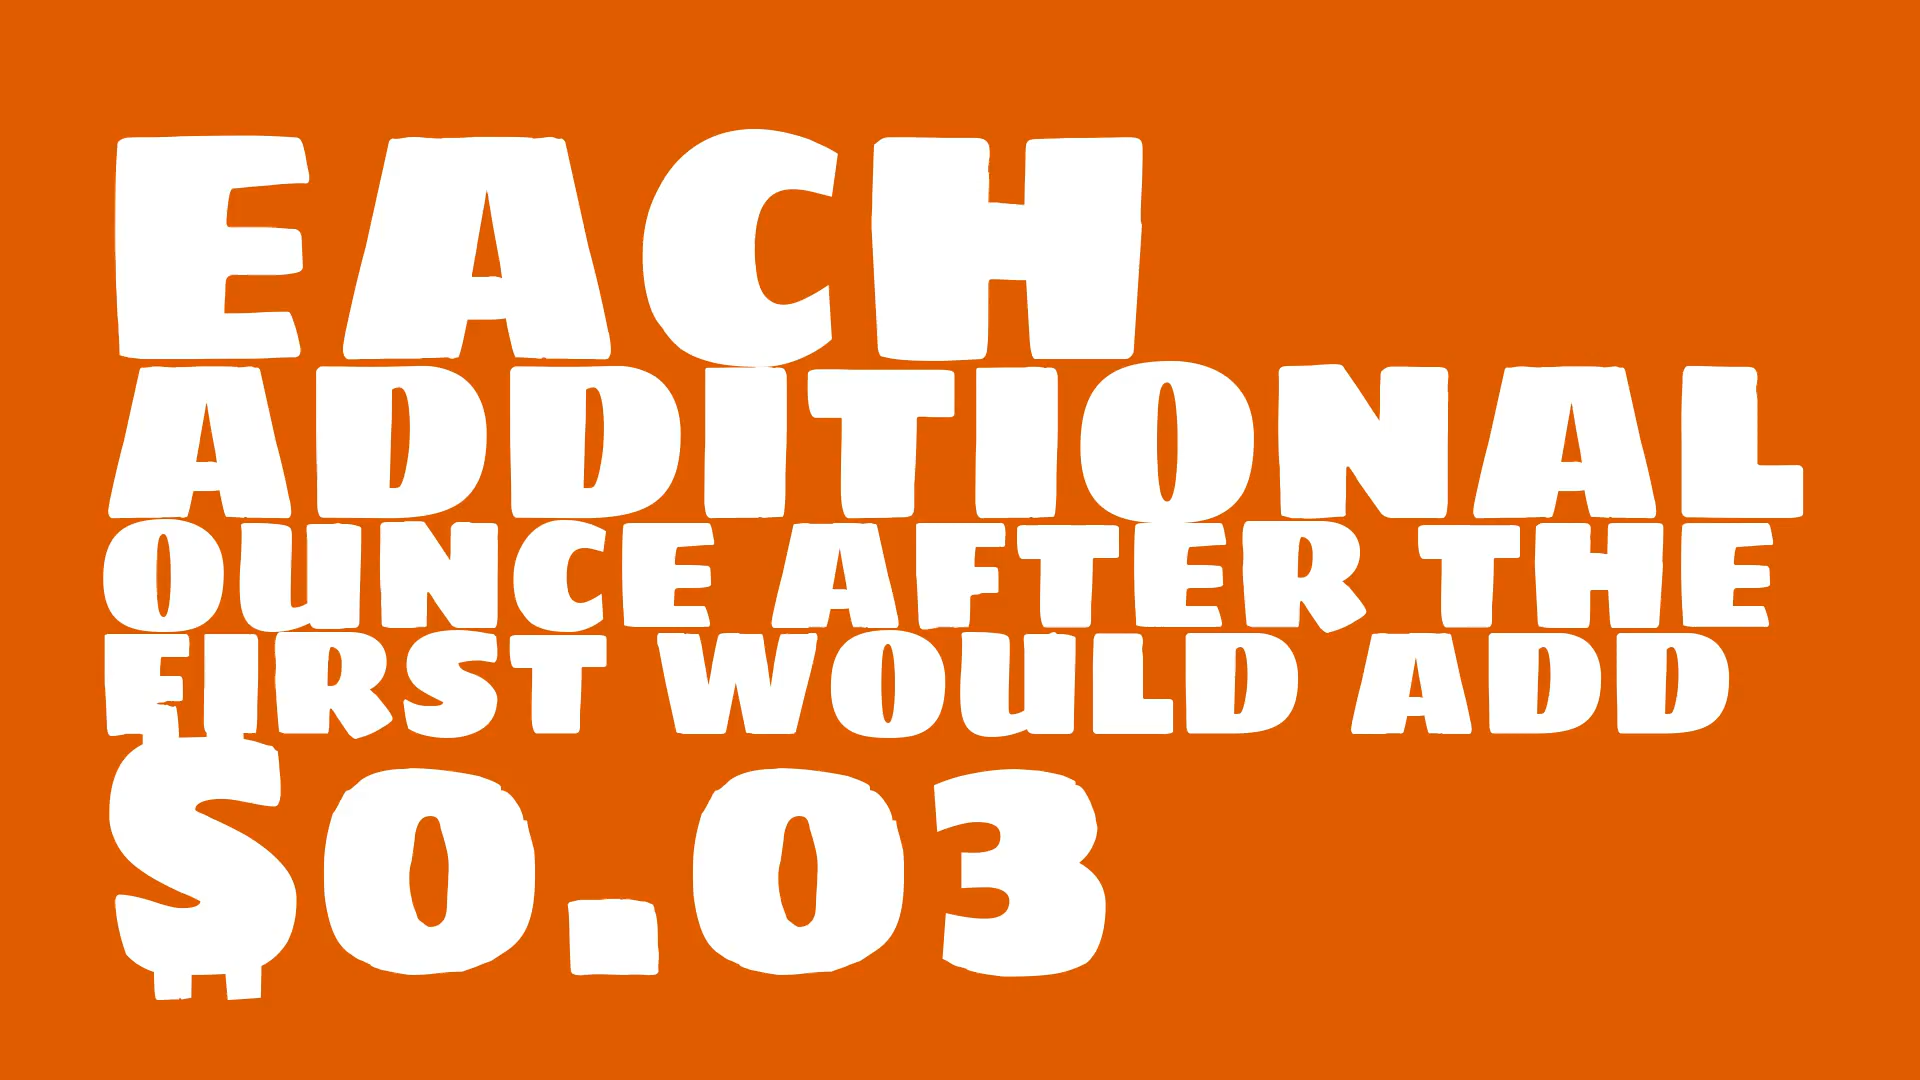 EACH
ADDITIONAL
OUNCE AFTER THE
FIRST WOULD ADD
$0.03